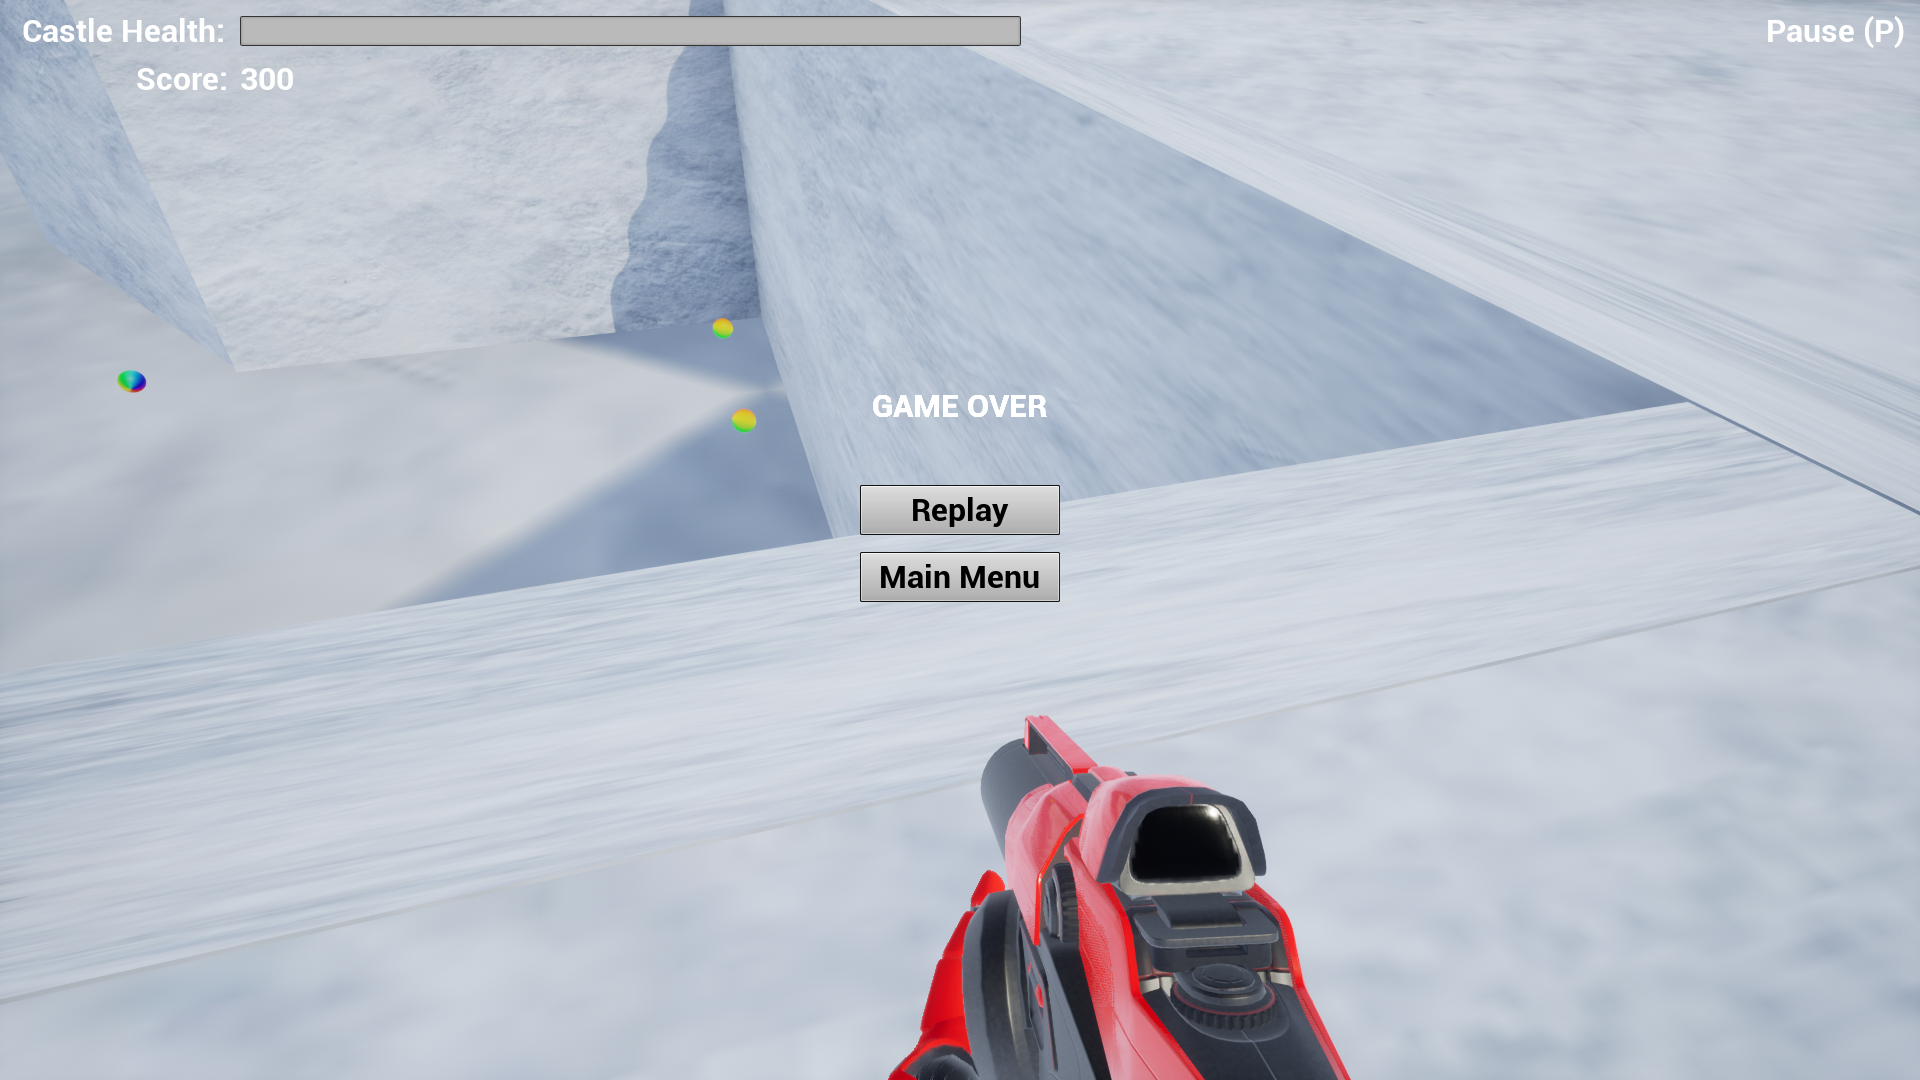 Castle Health:
Pause (P)
Score: 300
GAME OVER
Replay
Main Menu